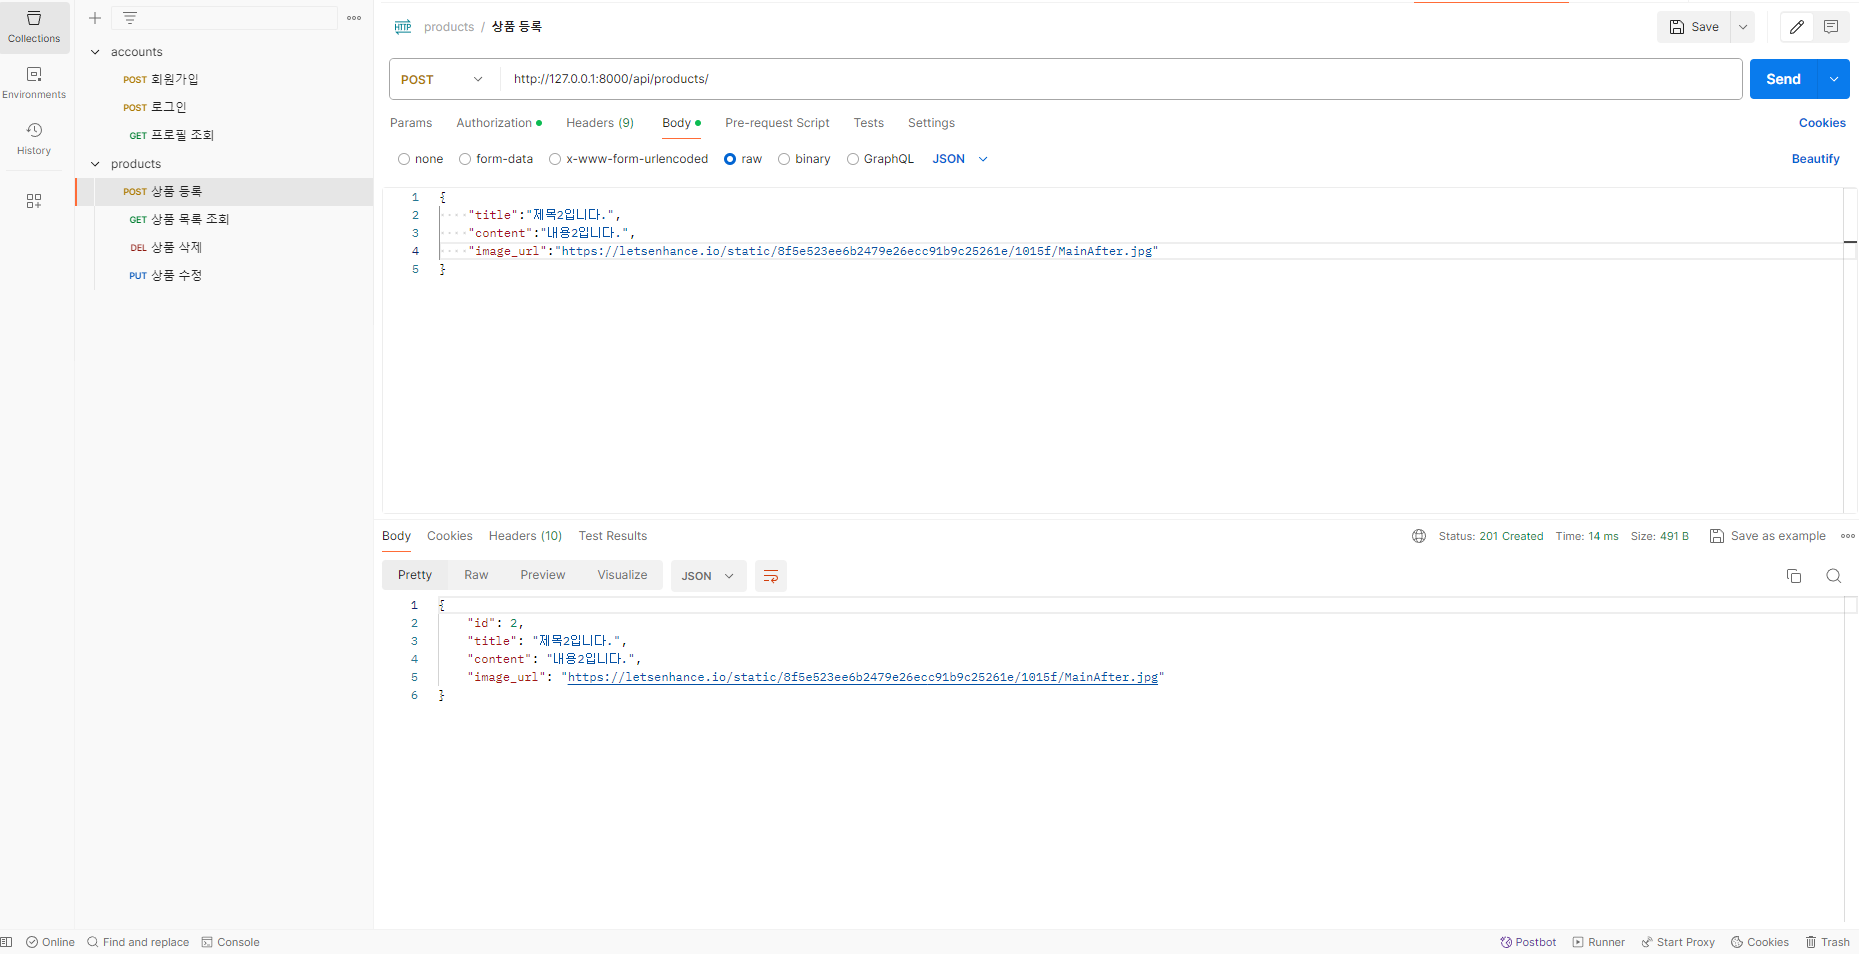 Collections
Environments
History
accounts
POST 회원가입
POST 로그인
GET 프로필 조회
products
POST 상품 등록
GET 상품 목록 조회
DEL 상품 삭제
PUT 상품 수정
HTTP products / 상품 등록
Save
POST http://127.0.0.1:8000/api/products/
Send
Params Authorization Headers (9) Body Pre-request Script Tests Settings Cookies
none form-data x-www-form-urlencoded raw binary GraphQL JSON Beautify
1 {
2 "title":"제목2입니다.",
3 "content":"내용2입니다.",
4 "image_url":"https://letsenhance.io/static/8f5e523ee6b2479e26ecc91b9c25261e/1015f/MainAfter.jpg"
5 }
Body Cookies Headers (10) Test Results Status: 201 Created Time: 14 ms Size: 491 B Save as example
Pretty Raw Preview Visualize JSON
1 {
2 "id": 2,
3 "title": "제목2입니다.",
4 "content": "내용2입니다.",
5 "image_url": "https://letsenhance.io/static/8f5e523ee6b2479e26ecc91b9c25261e/1015f/MainAfter.jpg"
6 }
Online Find and replace Console Postbot Runner Start Proxy Cookies Trash